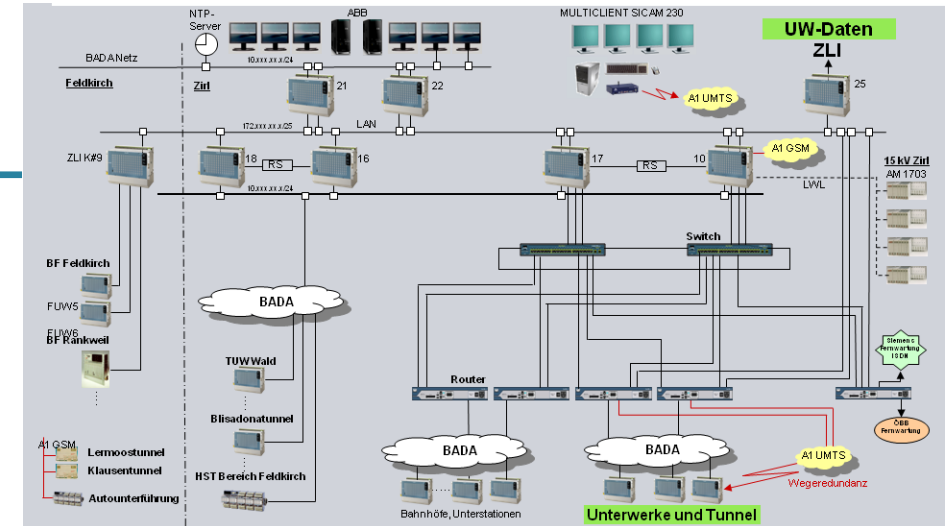 NTP-
Server
ABB
MULTICLIENT SICAM 230
UW-Daten
ZLI
BADA Netz
10.xxx.xx.x/24
Feldkirch
Zirl
21
22
A1 UMTS
25
172.xxx.xx.x/25
LAN
ZLI K#9
18
RS
16
17
RS
10
A1 GSM
15 kV Zirl
AM 1703
10.xxx.xx.x/24
LWL
Switch
BF Feldkirch
FUW5
FUW6
BF Rankweil
BADA
TUW Wald
Blisadonatunnel
HST Bereich Feldkirch
Router
Siemens
Fernwartung
ISDN
ÖBB
Fernwartung
A1 GSM
Lermoostunnel
Klausentunnel
Autounterführung
BADA
BADA
A1 UMTS
Wegeredundanz
Bahnhöfe, Unterstationen
Unterwerke und Tunnel